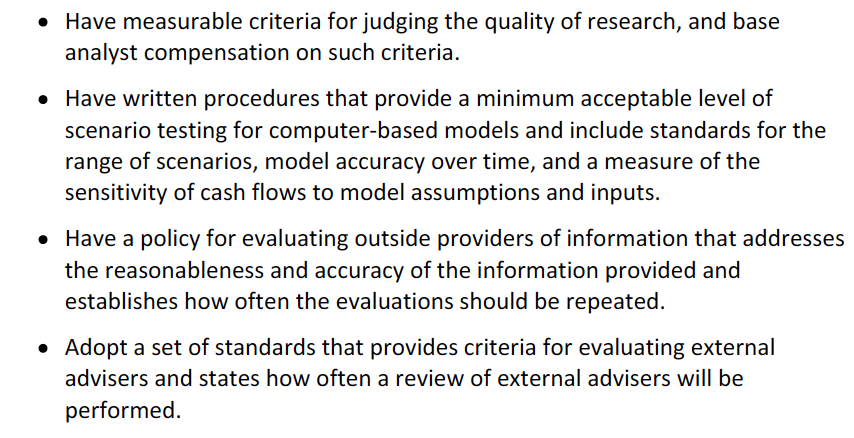 • Have measurable criteria for judging the quality of research, and base
analyst compensation on such criteria.
• Have written procedures that provide a minimum acceptable level of
scenario testing for computer-based models and include standards for the
range of scenarios, model accuracy over time, and a measure of the
sensitivity of cash flows to model assumptions and inputs.
• Have a policy for evaluating outside providers of information that addresses
the reasonableness and accuracy of the information provided and
establishes how often the evaluations should be repeated.
• Adopt a set of standards that provides criteria for evaluating external
advisers and states how often a review of external advisers will be
performed.